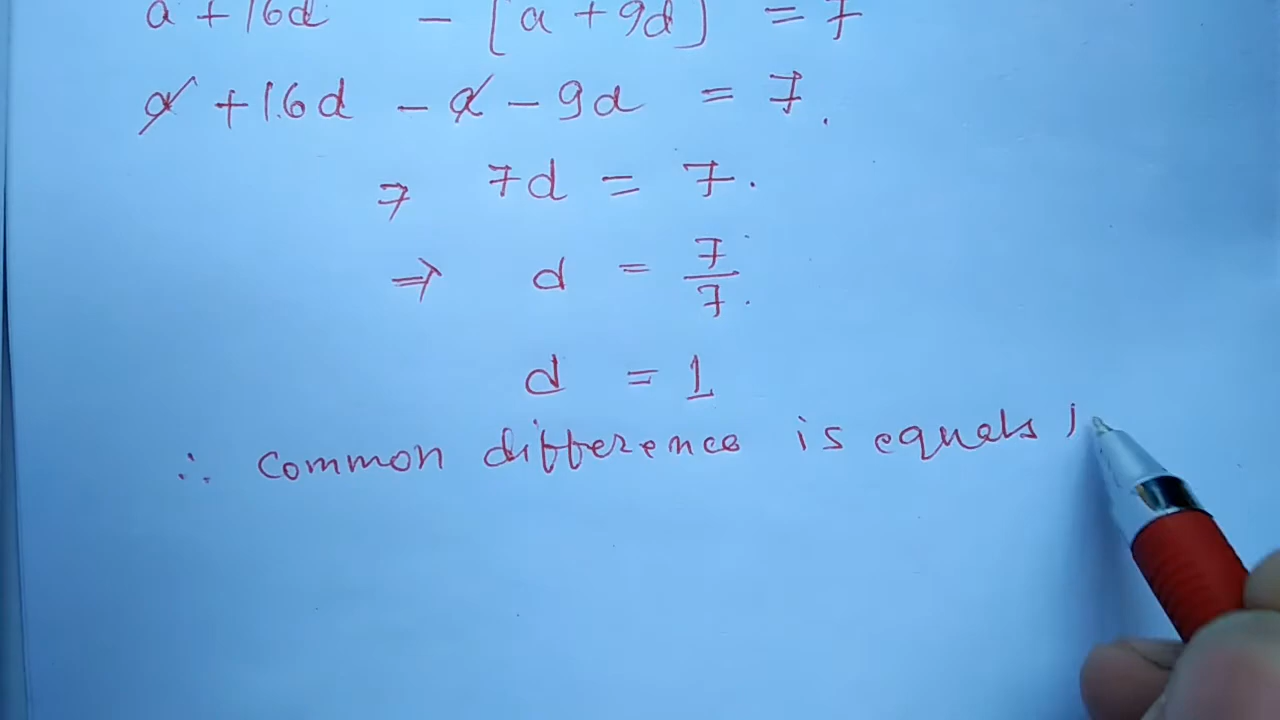 a + 16d - [a + 9d] = 7
a + 16d - a - 9d = 7.
⇒ 7d = 7.
⇒ d = 7/7.
d = 1
∴ common difference is equals 1